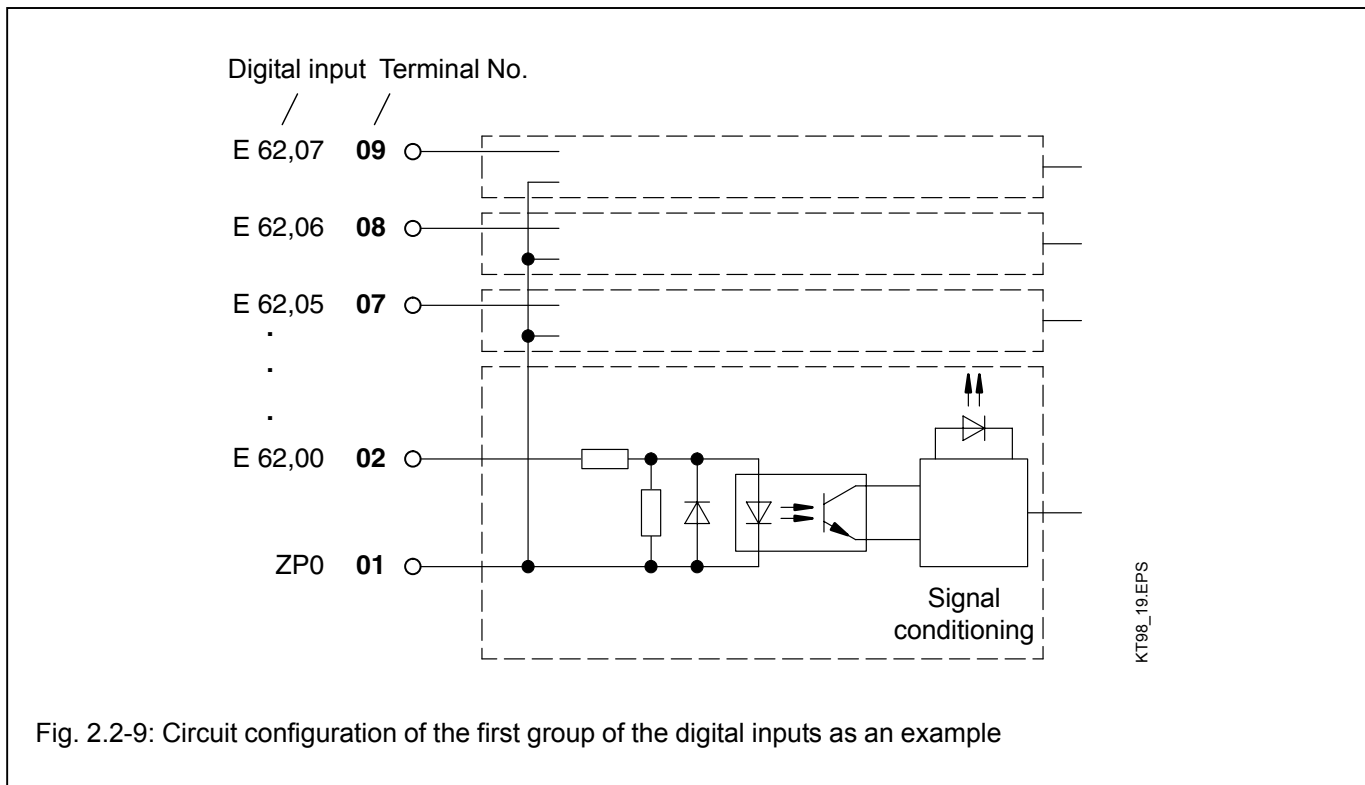 Digital input Terminal No.
E 62,07 09
E 62,06 08
E 62,05 07
.
.
.
E 62,00 02
ZP0 01
Signal
conditioning
KT98_19.EPS
Fig. 2.2-9: Circuit configuration of the first group of the digital inputs as an example